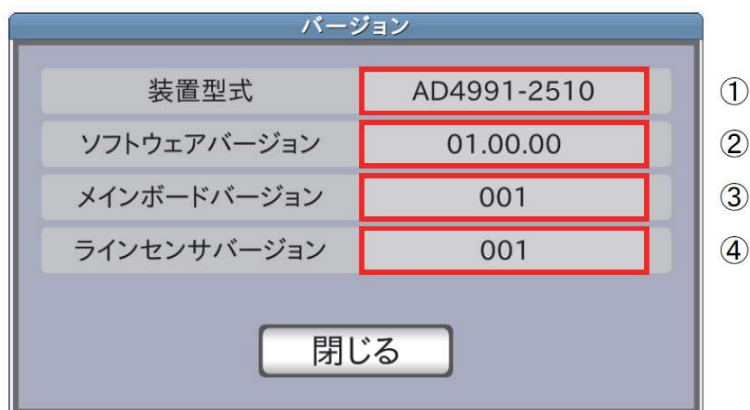 バージョン
装置型式 AD4991-2510 ①
ソフトウェアバージョン 01.00.00 ②
メインボードバージョン 001 ③
ラインセンサバージョン 001 ④
閉じる